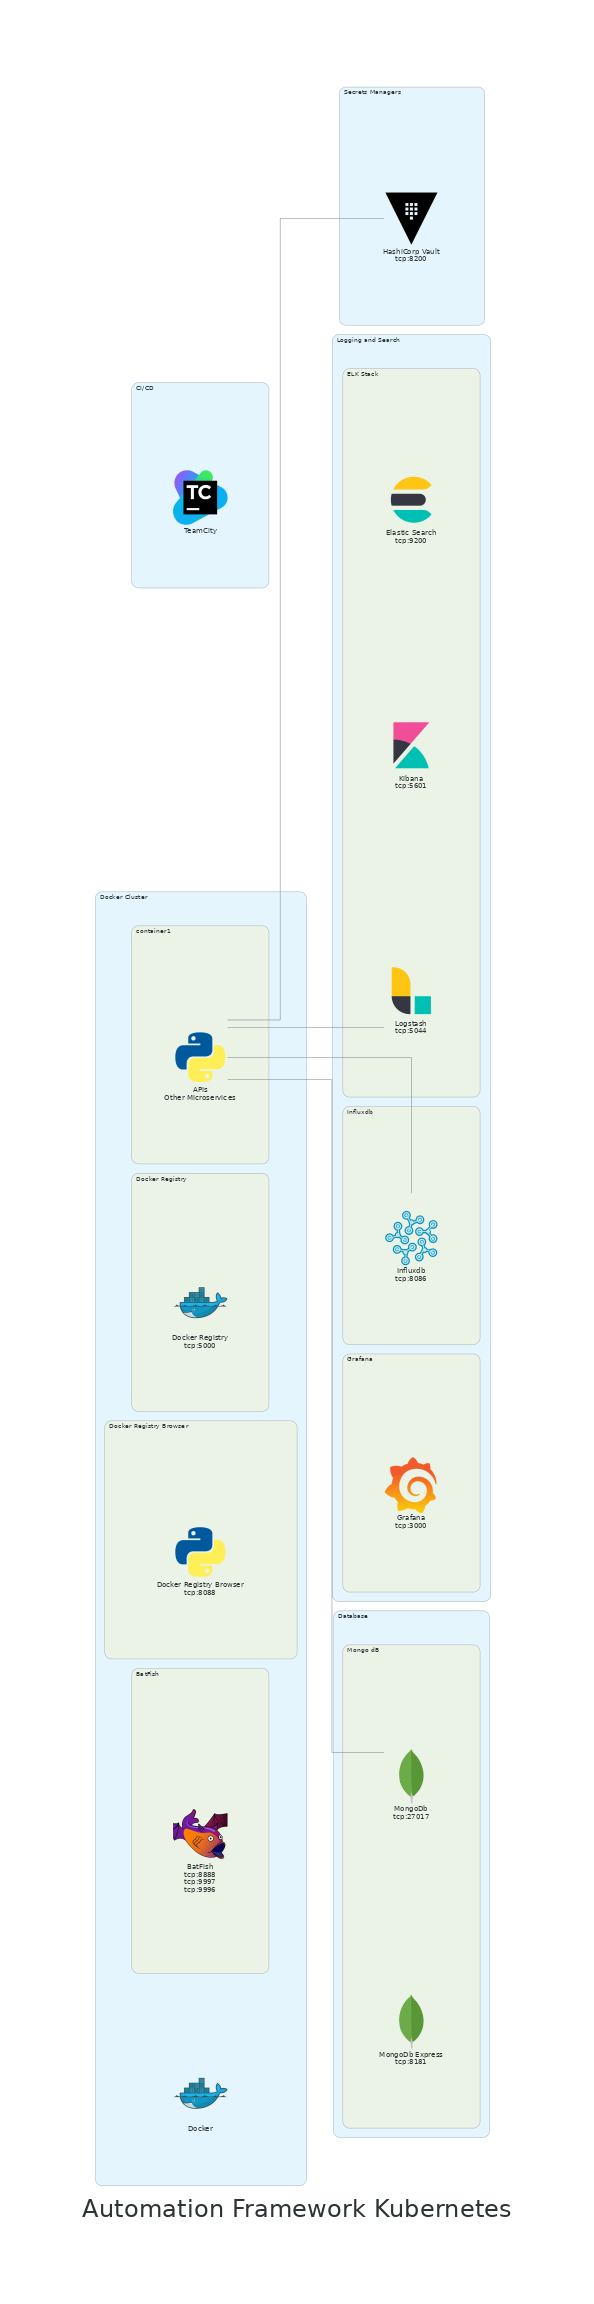 Secrets Managers
HashiCorp Vault
tcp:8200
Logging and Search
ELK Stack
Elastic Search
tcp:9200
Kibana
tcp:5601
Logstash
tcp:5044
Influxdb
Influxdb
tcp:8086
Grafana
Grafana
tcp:3000
CI/CD
TC
TeamCity
Docker Cluster
container1
APIs
Other Microservices
Docker Registry
Docker Registry
tcp:5000
Docker Registry Browser
Docker Registry Browser
tcp:8088
Batfish
BatFish
tcp:8888
tcp:9997
tcp:9996
Docker
Database
Mongo dB
MongoDb
tcp:27017
MongoDb Express
tcp:8181
Automation Framework Kubernetes